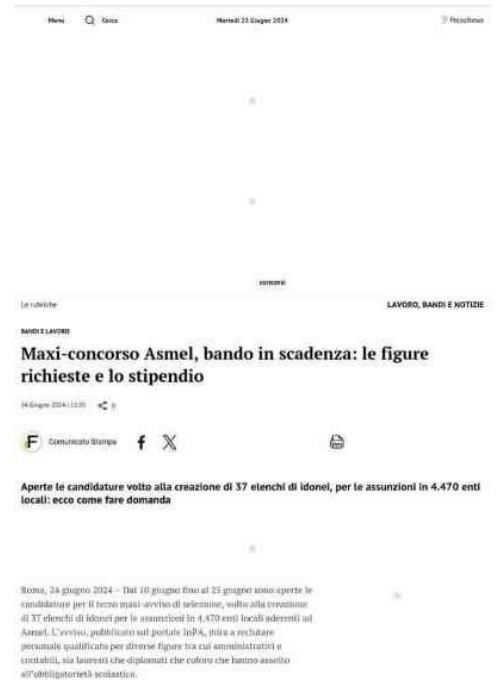 Menu Cerca Martedì 25 Giugno 2024 PressNews
Le rubriche LAVORO, BANDI E NOTIZIE
BANDI E LAVORO
Maxi-concorso Asmel, bando in scadenza: le figure
richieste e lo stipendio
24 Giugno 2024 | 0
Comunicato Stampa
Aperte le candidature volto alla creazione di 37 elenchi di idonei, per le assunzioni in 4.470 enti
locali: ecco come fare domanda
Roma, 24 giugno 2024 – Dal 10 giugno fino al 25 giugno sono aperte le
candidature per il terzo maxi-avviso di selezione, volto alla creazione
di 37 elenchi di idonei per le assunzioni in 4.470 enti locali aderenti ad
Asmel. L'avviso, pubblicato sul portale InPA, mira a reclutare
personale qualificato per diverse figure tra cui amministrativi e
contabili, sia laureati che diplomati che coloro che hanno assolto
all'obbligatorietà scolastica.